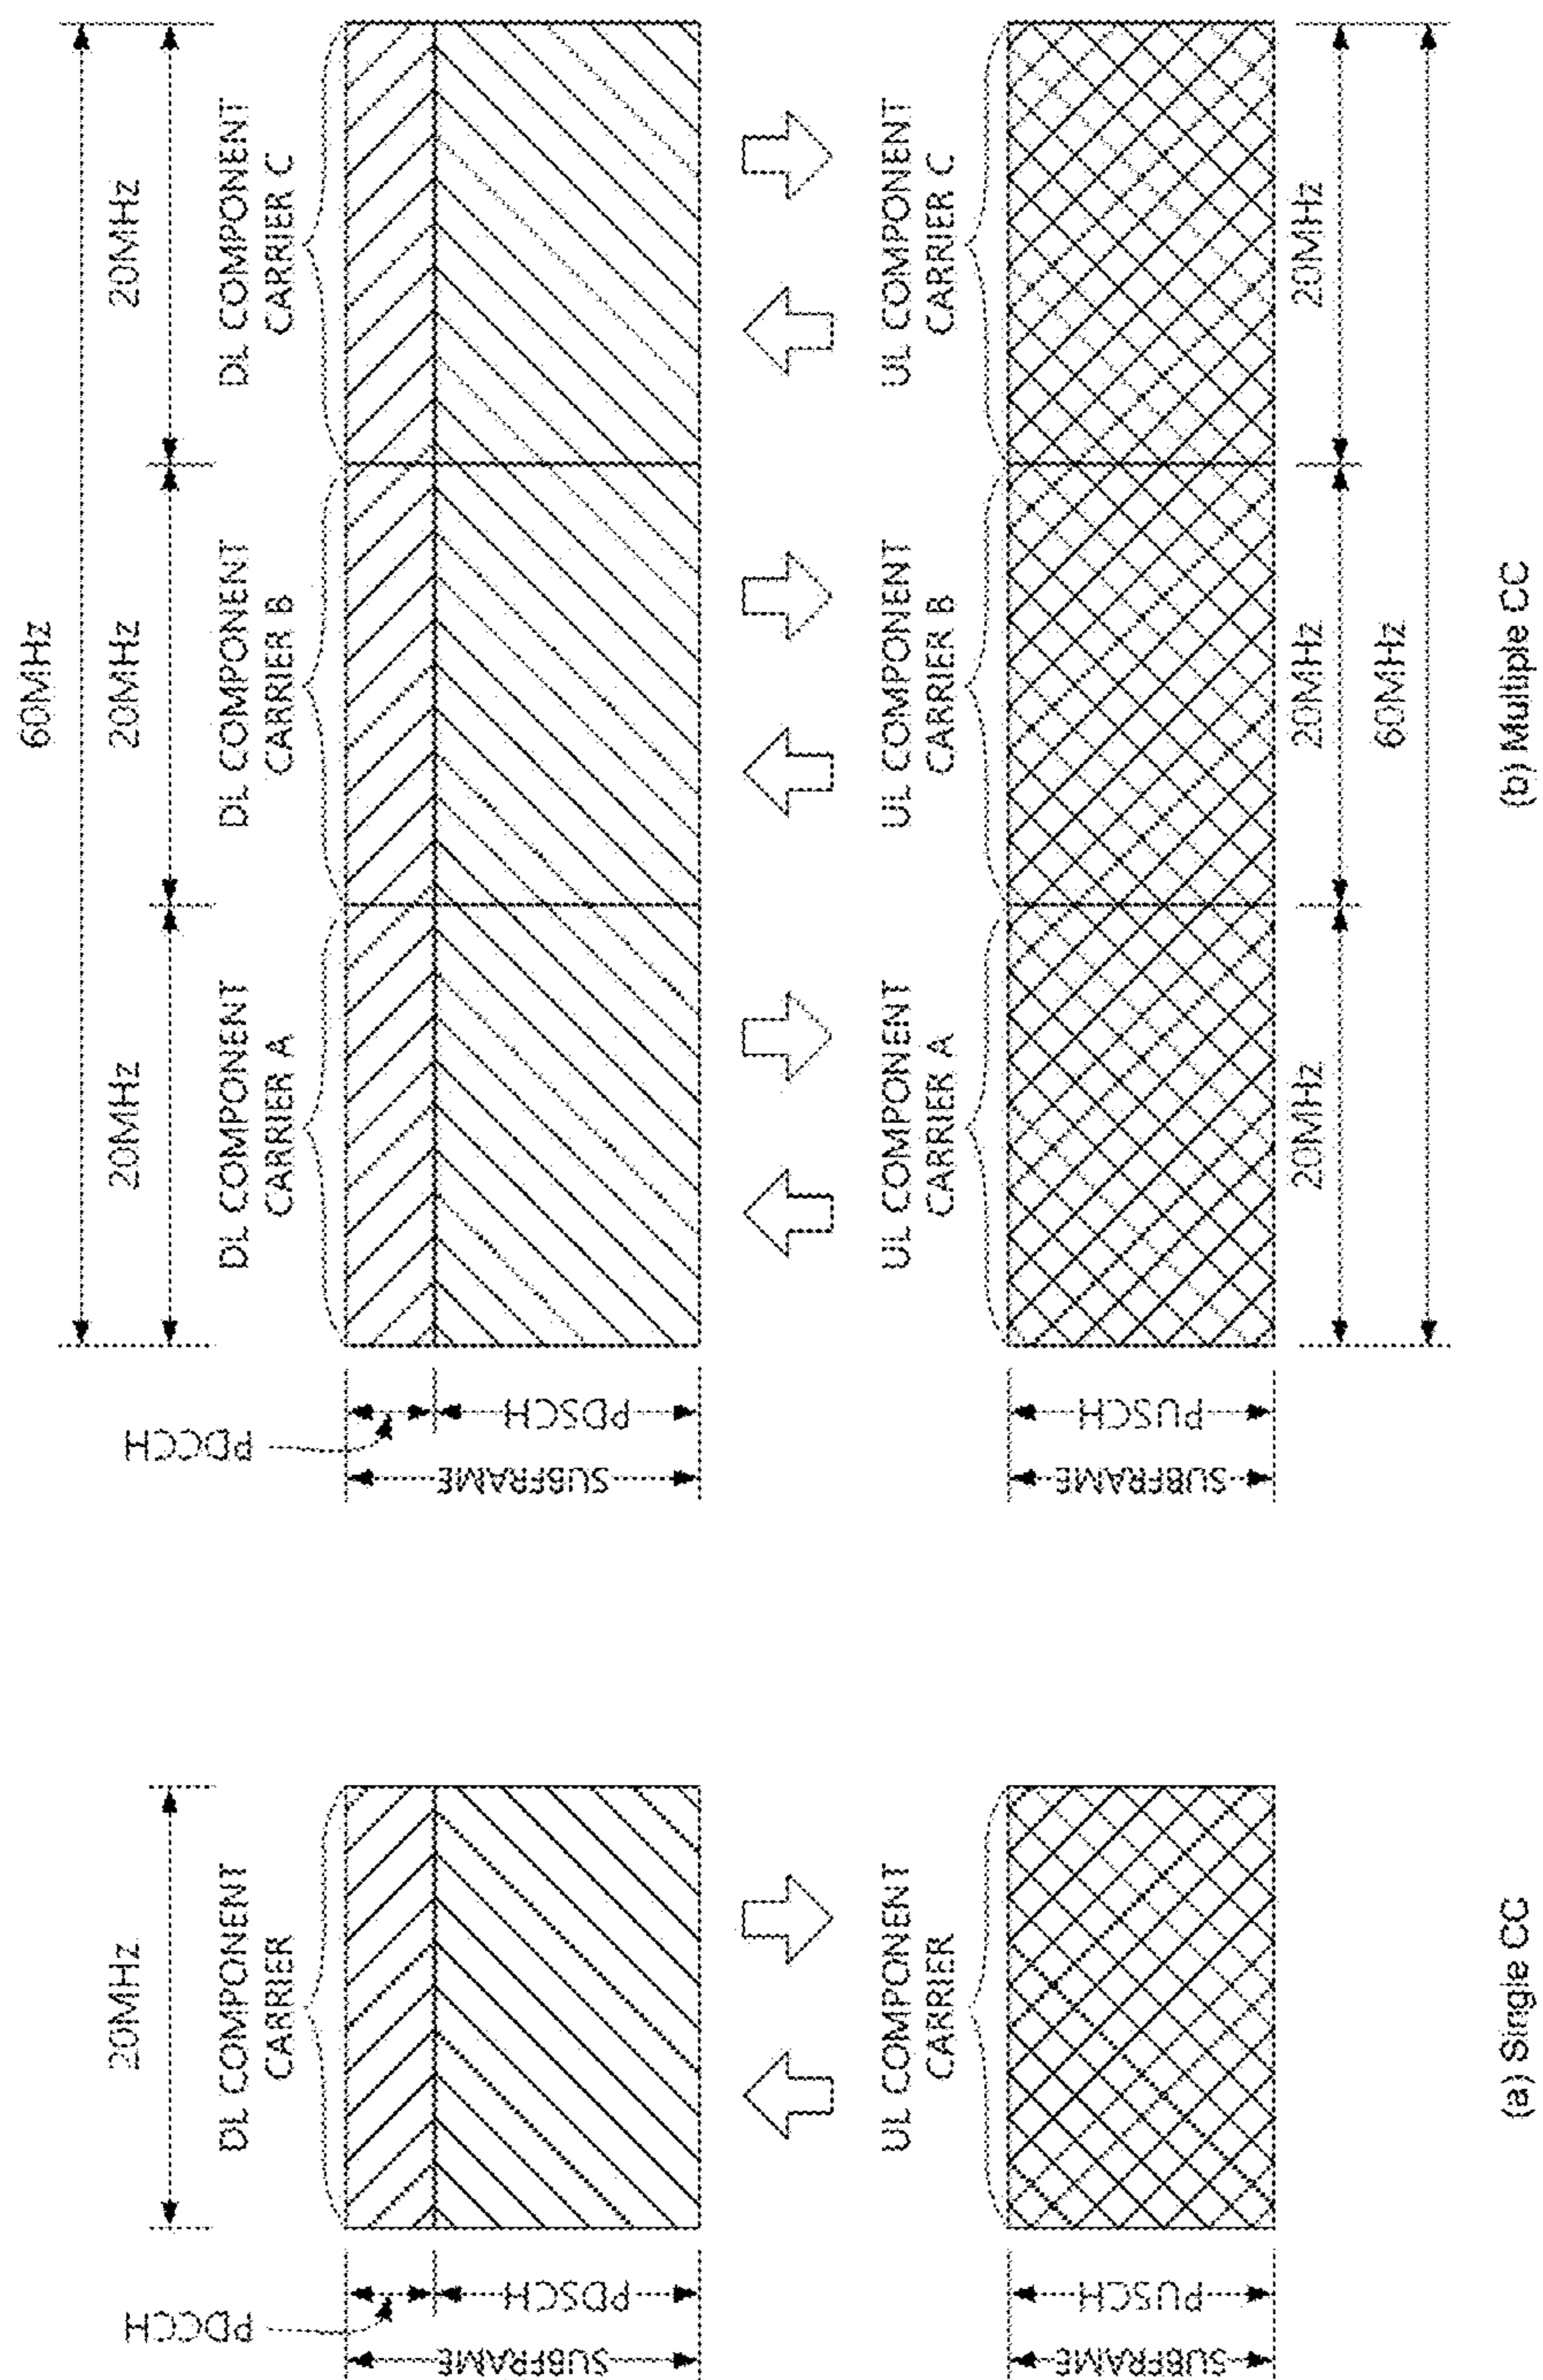 20MHz
DL COMPONENT
CARRIER
PDCCH
PDSCH
SUBFRAME
UL COMPONENT
CARRIER
PUSCH
SUBFRAME
(a) Single CC
60MHz
20MHz
20MHz
20MHz
DL COMPONENT
CARRIER A
DL COMPONENT
CARRIER B
DL COMPONENT
CARRIER C
PDCCH
PDSCH
SUBFRAME
UL COMPONENT
CARRIER A
UL COMPONENT
CARRIER B
UL COMPONENT
CARRIER C
PUSCH
SUBFRAME
20MHz
20MHz
20MHz
60MHz
(b) Multiple CC